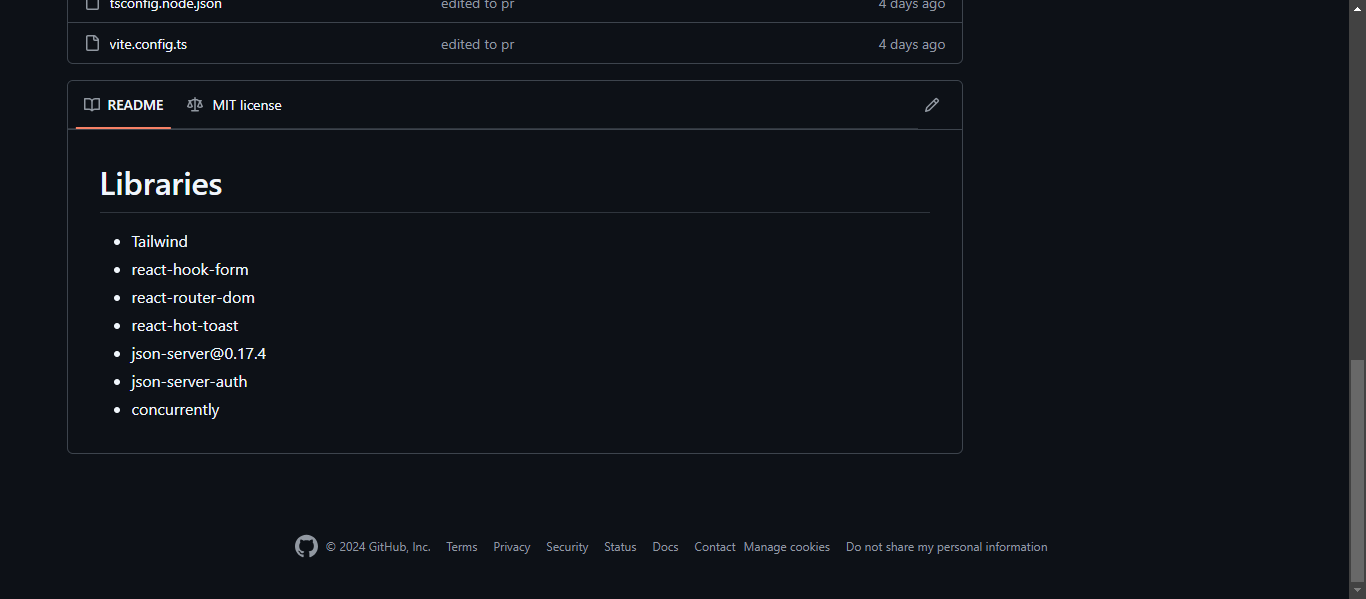 tsconfig.node.json edited to pr 4 days ago
vite.config.ts edited to pr 4 days ago
README MIT license
Libraries
Tailwind
react-hook-form
react-router-dom
react-hot-toast
json-server@0.17.4
json-server-auth
concurrently
© 2024 GitHub, Inc. Terms Privacy Security Status Docs Contact Manage cookies Do not share my personal information